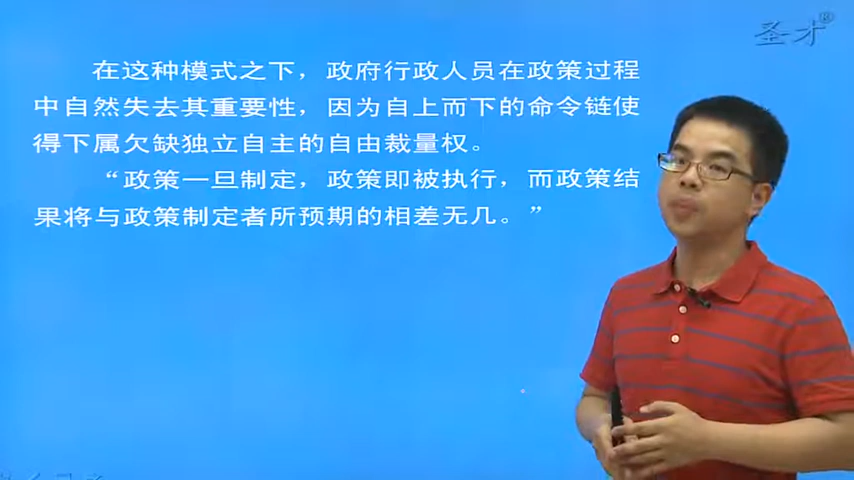 圣才®
在这种模式之下，政府行政人员在政策过程
中自然失去其重要性，因为自上而下的命令链使
得下属欠缺独立自主的自由裁量权。
“政策一旦制定，政策即被执行，而政策结
果将与政策制定者所预期的相差无几。”